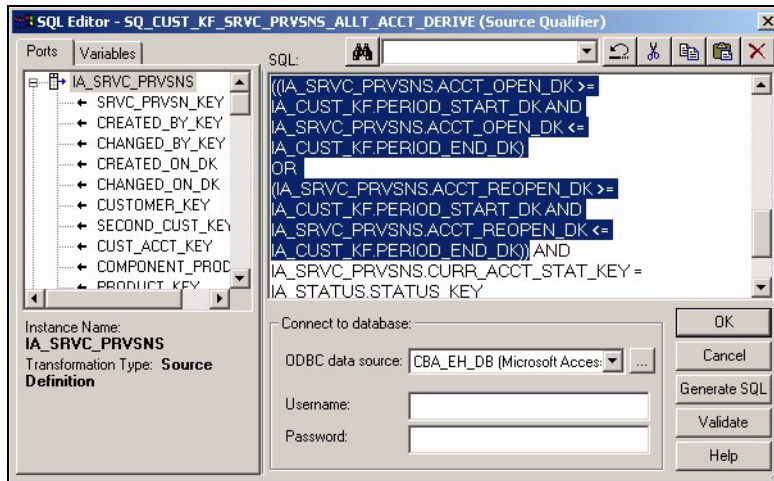 SQL Editor - SQ_CUST_KF_SRVC_PRVSNS_ALLT_ACCT_DERIVE (Source Qualifier)
Ports
Variables
SQL:
IA_SRVC_PRVSNS
SRVC_PRVSN_KEY
CREATED_BY_KEY
CHANGED_BY_KEY
CREATED_ON_DK
CHANGED_ON_DK
CUSTOMER_KEY
SECOND_CUST_KEY
CUST_ACCT_KEY
COMPONENT_PROD
PRODUCT_KEY
((IA_SRVC_PRVSNS.ACCT_OPEN_DK >=
IA_CUST_KF.PERIOD_START_DK AND
IA_SRVC_PRVSNS.ACCT_OPEN_DK <=
IA_CUST_KF.PERIOD_END_DK)
OR
(IA_SRVC_PRVSNS.ACCT_REOPEN_DK >=
IA_CUST_KF.PERIOD_START_DK AND
IA_SRVC_PRVSNS.ACCT_REOPEN_DK <=
IA_CUST_KF.PERIOD_END_DK)) AND
IA_SRVC_PRVSNS.CURR_ACCT_STAT_KEY =
IA_STATUS.STATUS_KEY
Instance Name:
IA_SRVC_PRVSNS
Transformation Type: Source
Definition
Connect to database:
ODBC data source: CBA_EH_DB (Microsoft Acces:
...
Username:
Password:
OK
Cancel
Generate SQL
Validate
Help